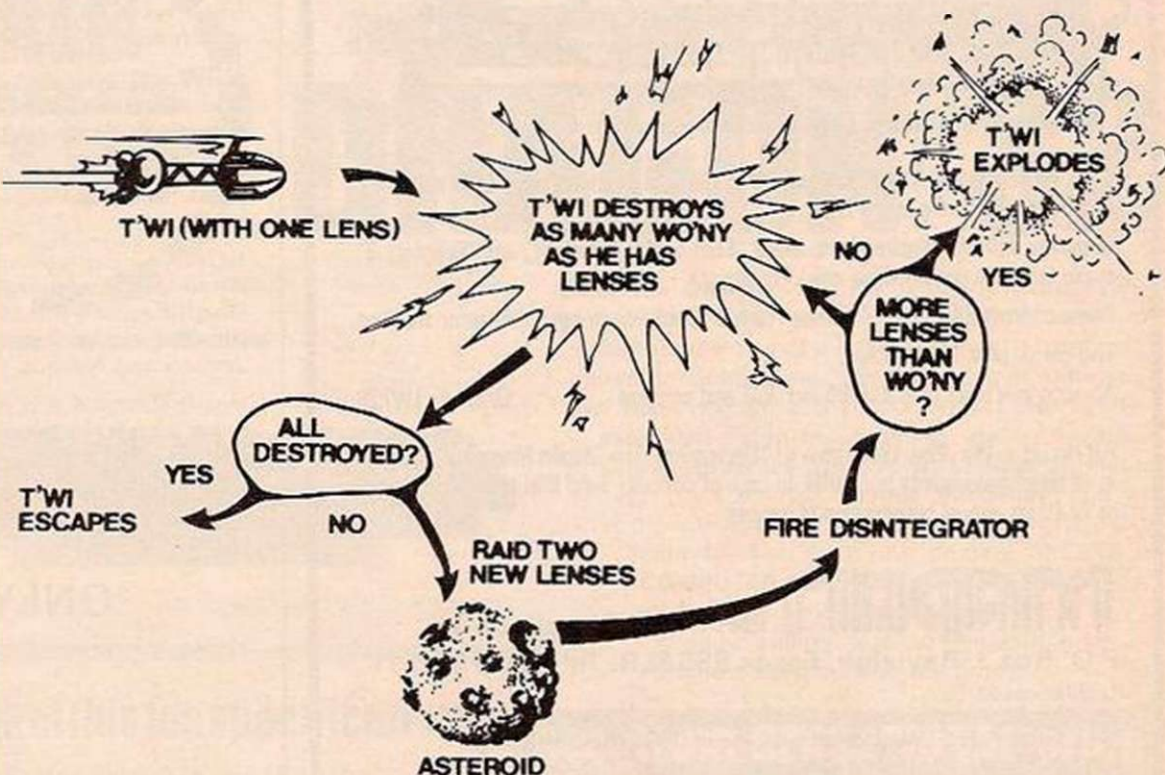 T'WI (WITH ONE LENS)
T'WI DESTROYS
AS MANY WO'NY
AS HE HAS
LENSES
T'WI
EXPLODES
NO
YES
MORE
LENSES
THAN
WO'NY
?
ALL
DESTROYED?
YES
T'WI
ESCAPES
NO
RAID TWO
NEW LENSES
FIRE DISINTEGRATOR
ASTEROID